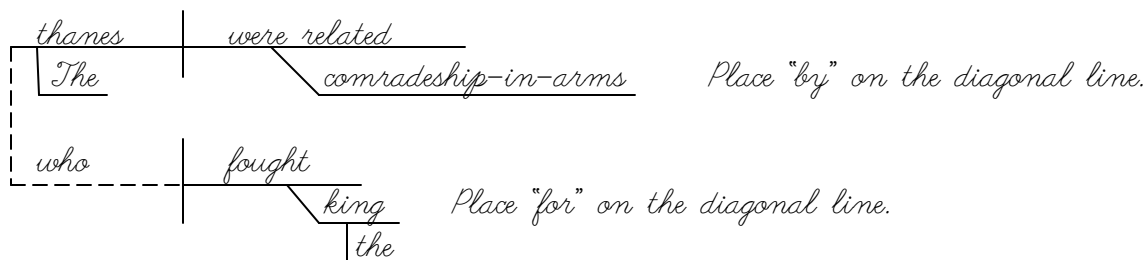 thanes were related
The comradeship-in-arms Place "by" on the diagonal line.
who fought
king Place "for" on the diagonal line.
the